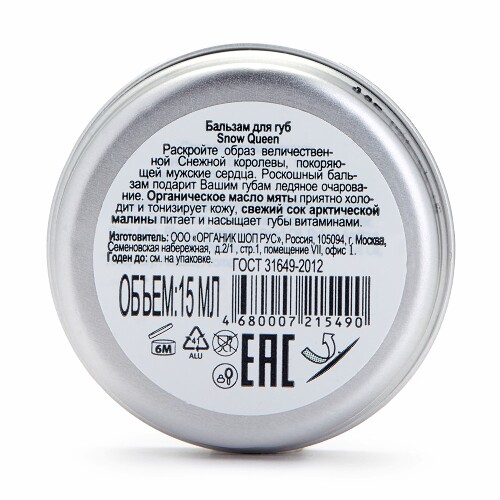 Бальзам для губ
Snow Queen
Раскройте образ величествен-
ной Снежной королевы, покоряю-
щей мужские сердца. Роскошный баль-
зам подарит Вашим губам ледяное очарова-
ние. Органическое масло мяты приятно холо-
дит и тонизирует кожу, свежий сок арктической
малины питает и насыщает губы витаминами.
Изготовитель: ООО «ОРГАНИК ШОП РУС», Россия, 105094, г. Москва,
Семеновская набережная, д.2/1 , стр.1, помещение VII, офис 1.
Годен до: см. на упаковке.
ГОСТ 31649-2012
ОБЪЕМ:15 МЛ
4 680007 215490
6М
41
ALU
EAC